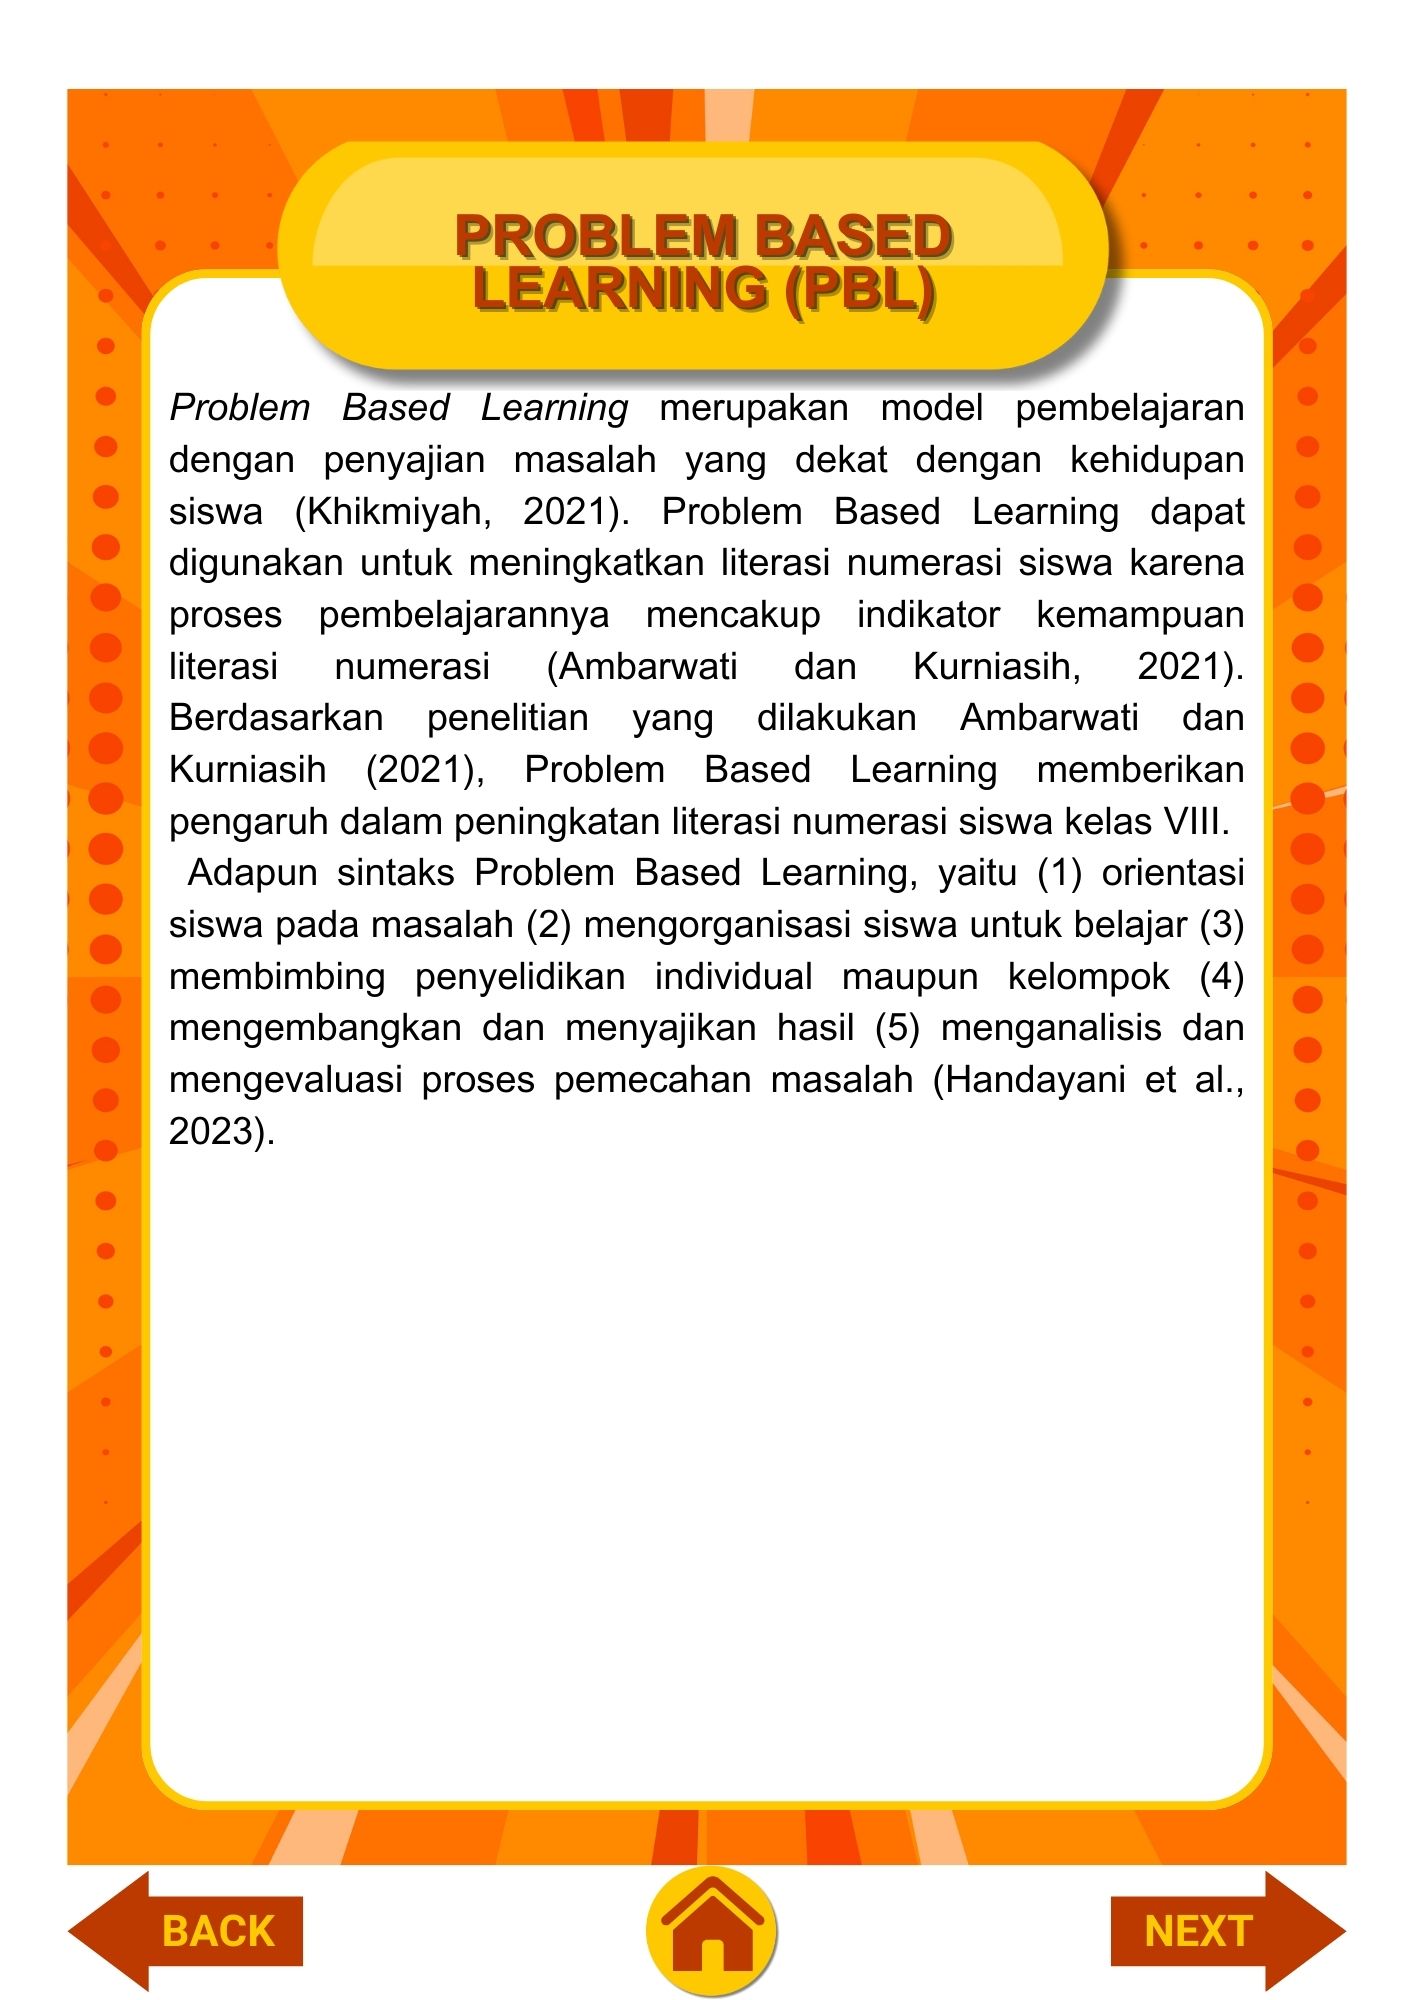 PROBLEM BASED
LEARNING (PBL)
Problem Based Learning merupakan model pembelajaran
dengan penyajian masalah yang dekat dengan kehidupan
siswa (Khikmiyah, 2021). Problem Based Learning dapat
digunakan untuk meningkatkan literasi numerasi siswa karena
proses pembelajarannya mencakup indikator kemampuan
literasi numerasi (Ambarwati dan Kurniasih, 2021).
Berdasarkan penelitian yang dilakukan Ambarwati dan
Kurniasih (2021), Problem Based Learning memberikan
pengaruh dalam peningkatan literasi numerasi siswa kelas VIII.
Adapun sintaks Problem Based Learning, yaitu (1) orientasi
siswa pada masalah (2) mengorganisasi siswa untuk belajar (3)
membimbing penyelidikan individual maupun kelompok (4)
mengembangkan dan menyajikan hasil (5) menganalisis dan
mengevaluasi proses pemecahan masalah (Handayani et al.,
2023).
BACK
NEXT